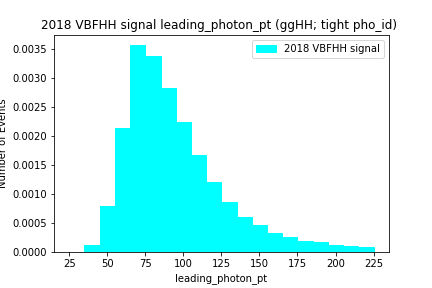 2018 VBFHH signal leading_photon_pt (ggHH; tight pho_id)
2018 VBFHH signal
Number of Events
0.0035
0.0030
0.0025
0.0020
0.0015
0.0010
0.0005
0.0000
25 50 75 100 125 150 175 200 225
leading_photon_pt